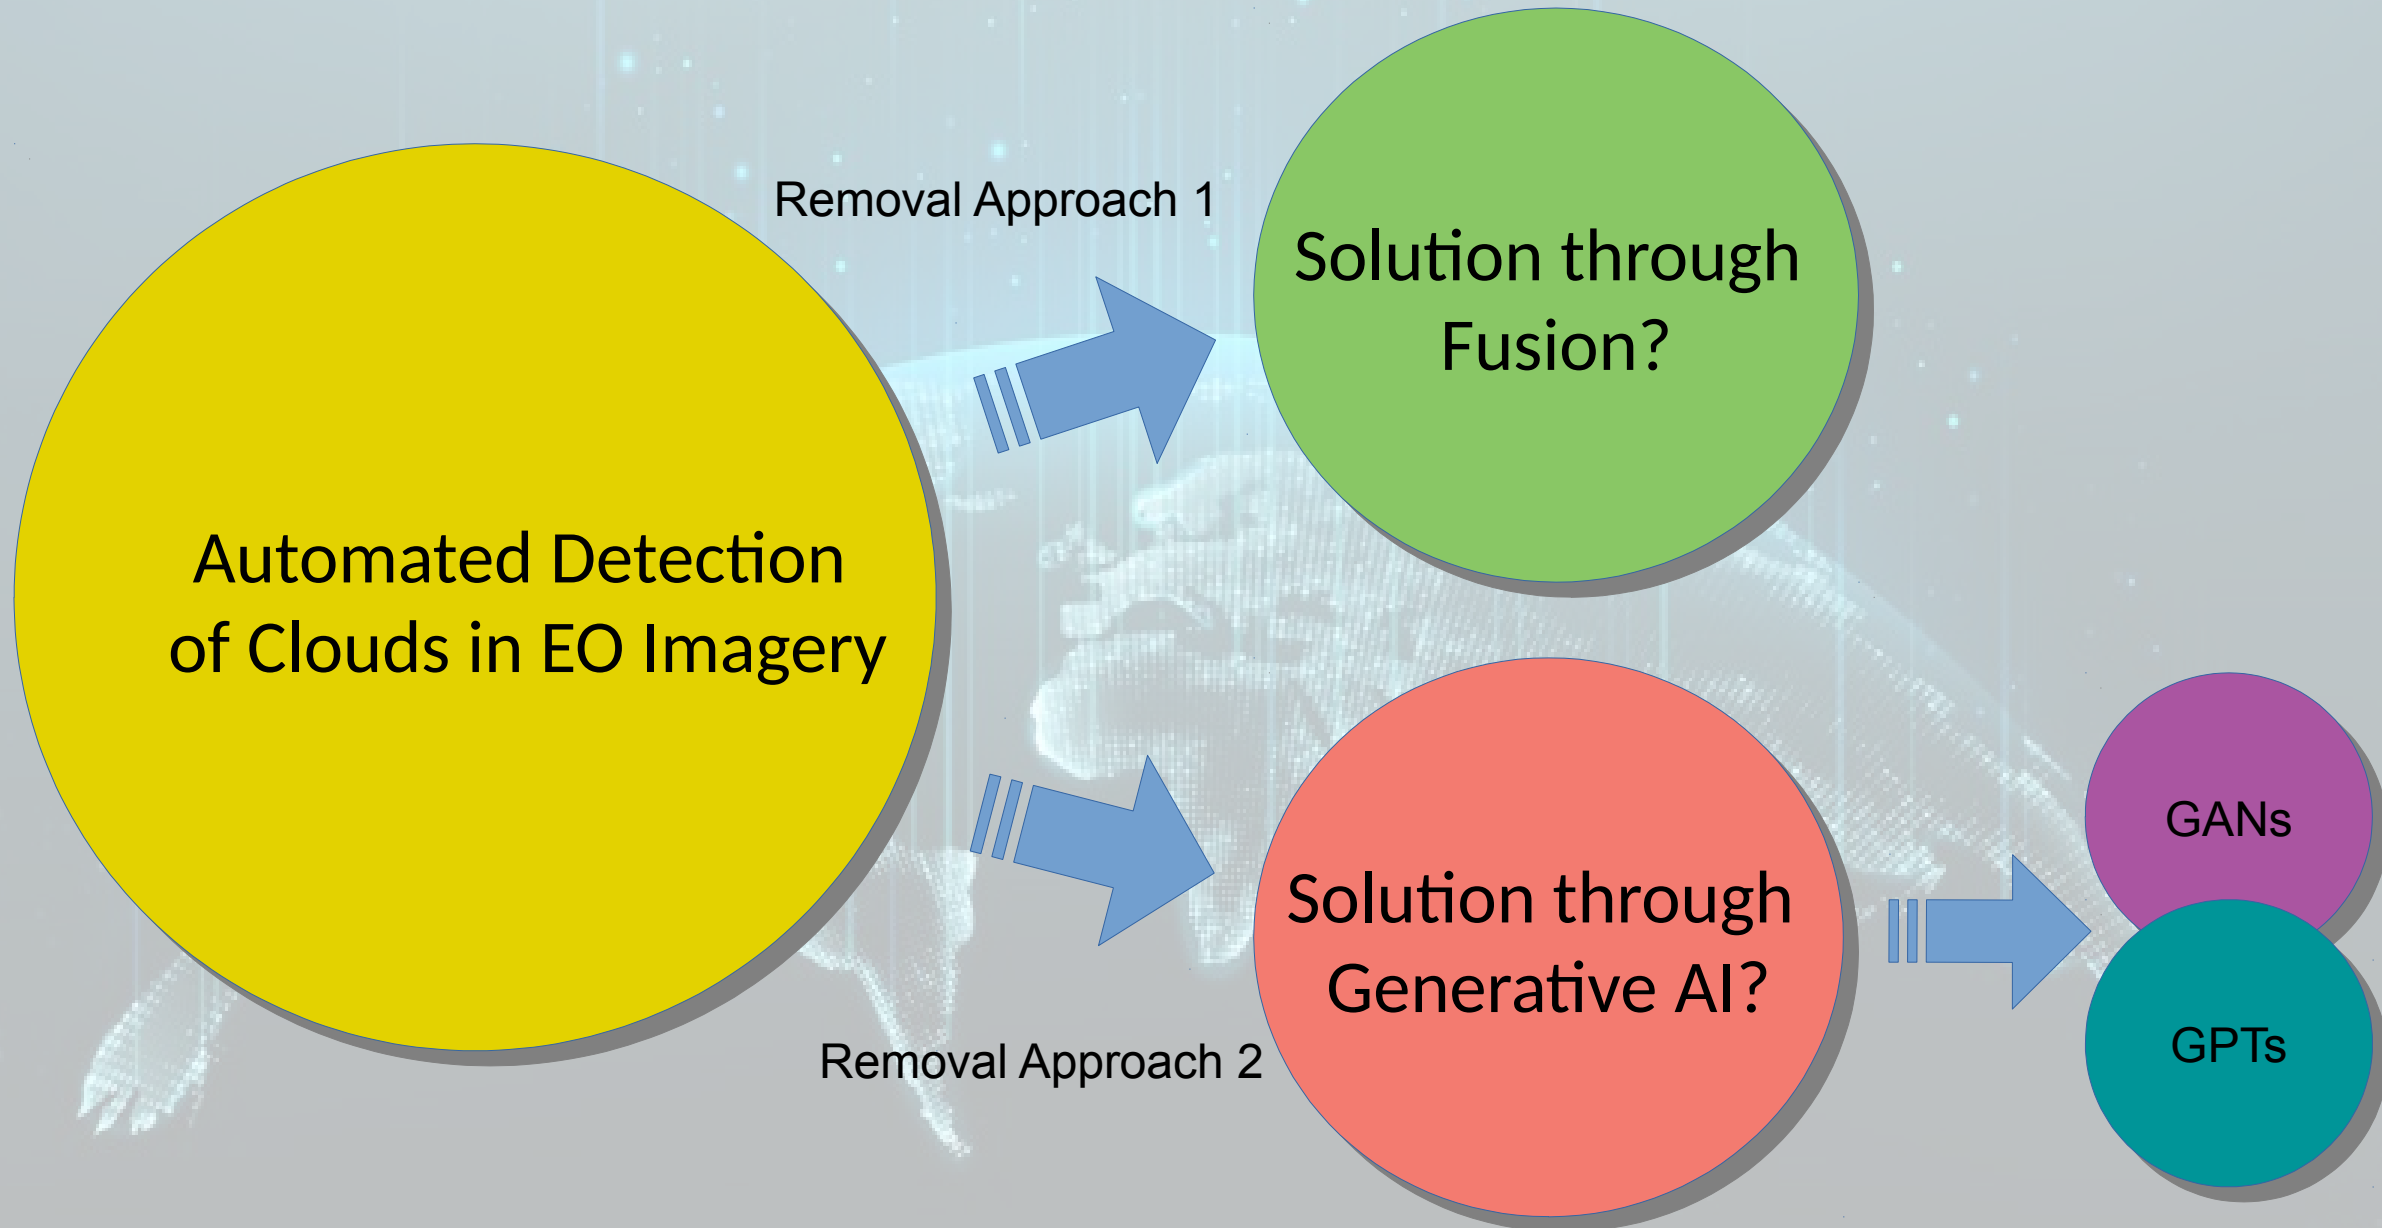 Removal Approach 1
Solution through
Fusion?
Automated Detection
of Clouds in EO Imagery
Solution through
Generative AI?
Removal Approach 2
GANs
GPTs